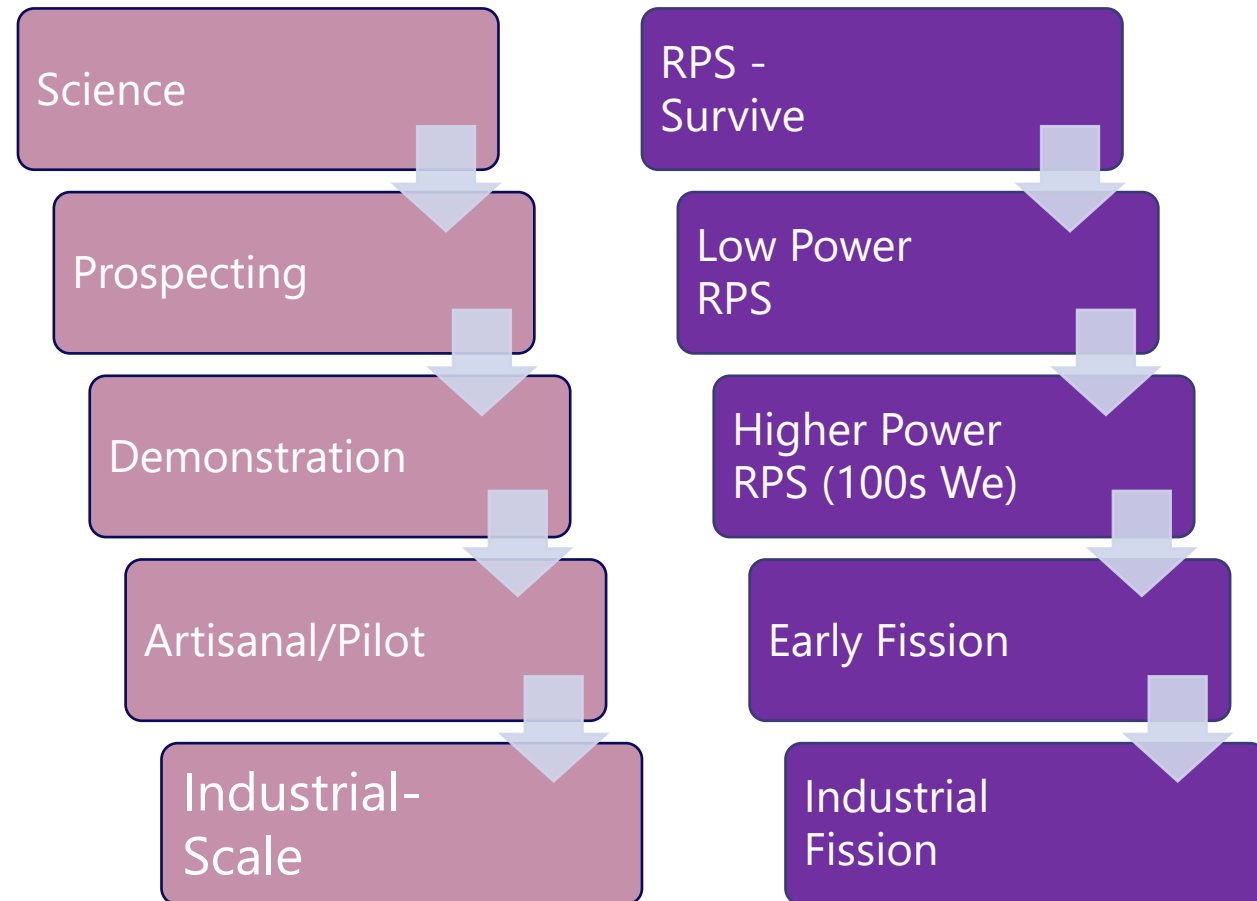 Science
Prospecting
Demonstration
Artisanal/Pilot
Industrial-
Scale
RPS -
Survive
Low Power
RPS
Higher Power
RPS (100s We)
Early Fission
Industrial
Fission